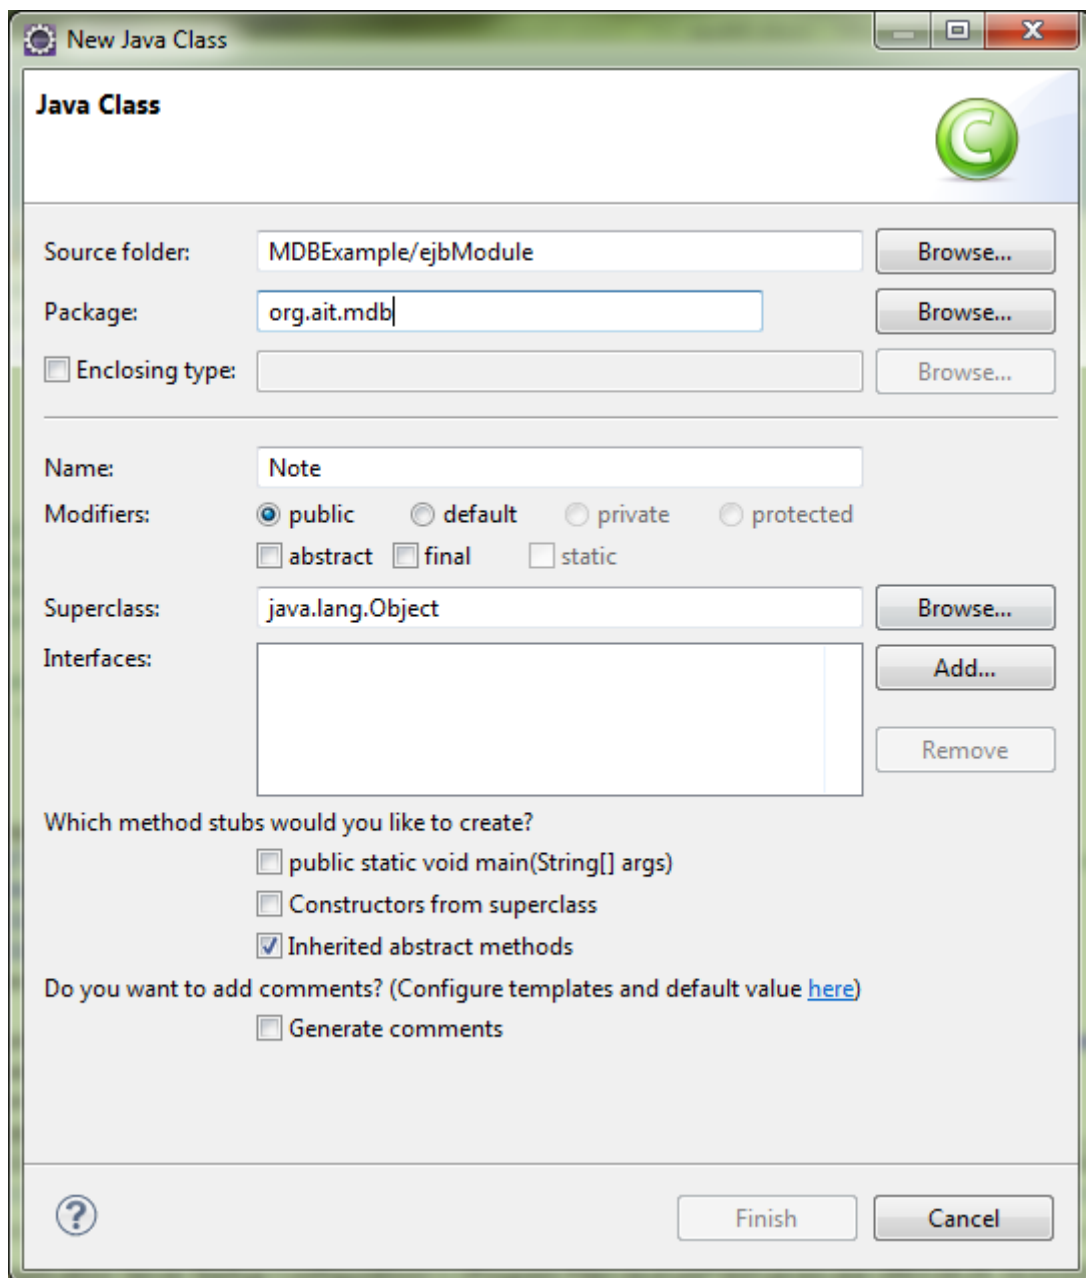 New Java Class
Java Class
Source folder: MDBExample/ejbModule Browse...
Package: org.ait.mdb Browse...
Enclosing type: Browse...
Name: Note
Modifiers: public default private protected
abstract final static
Superclass: java.lang.Object Browse...
Interfaces: Add...
Remove
Which method stubs would you like to create?
public static void main(String[] args)
Constructors from superclass
Inherited abstract methods
Do you want to add comments? (Configure templates and default value here)
Generate comments
Finish Cancel